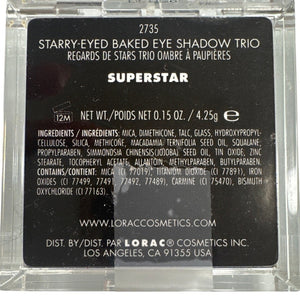 2735
STARRY-EYED BAKED EYE SHADOW TRIO
REGARDS DE STARS TRIO OMBRE À PAUPIÈRES
SUPERSTAR
12M
NET WT./POIDS NET 0.15 OZ. / 4.25g ℮
INGREDIENTS / INGRÉDIENTS: MICA, DIMETHICONE, TALC, GLASS, HYDROXYPROPYL-
CELLULOSE, SILICA, METHICONE, MACADAMIA TERNIFOLIA SEED OIL, SQUALANE,
PROPYLPARABEN, SIMMONDSIA CHINENSIS (JOJOBA) SEED OIL, TIN OXIDE, ZINC
STEARATE, TOCOPHERYL ACETATE, ALLANTOIN, METHYLPARABEN, BUTYLPARABEN.
CONTAINS/CONTIENT: MICA (CI 77019), TITANIUM DIOXIDE (CI 77891), IRON
OXIDES (CI 77499, 77491, 77492, 77489), CARMINE (CI 75470), BISMUTH
OXYCHLORIDE (CI 77163).
WWW.LORACCOSMETICS.COM
DIST. BY/DIST. PAR LORAC® COSMETICS INC.
LOS ANGELES, CA 91355 USA